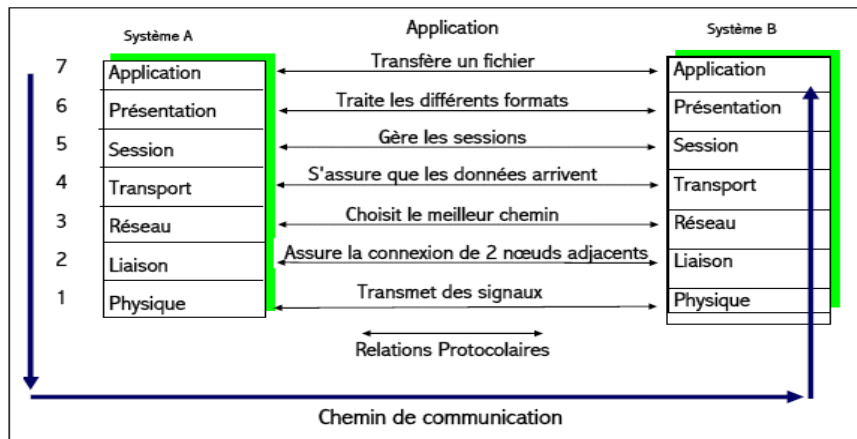 Système A
Application
Système B
7
Application
Transfère un fichier
Application
6
Présentation
Traite les différents formats
Présentation
5
Session
Gère les sessions
Session
4
Transport
S'assure que les données arrivent
Transport
3
Réseau
Choisit le meilleur chemin
Réseau
2
Liaison
Assure la connexion de 2 nœuds adjacents
Liaison
1
Physique
Transmet des signaux
Physique
Relations Protocolaires
Chemin de communication